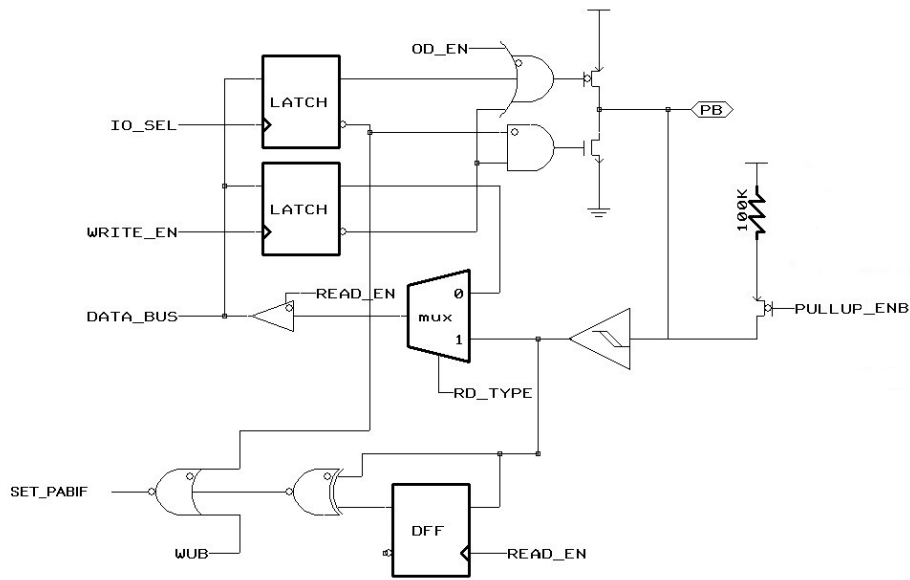 OD_EN
LATCH
PB
IO_SEL
LATCH
100K
WRITE_EN
READ_EN
0
DATA_BUS
mux
PULLUP_ENB
1
RD_TYPE
SET_PABIF
DFF
WUB
READ_EN